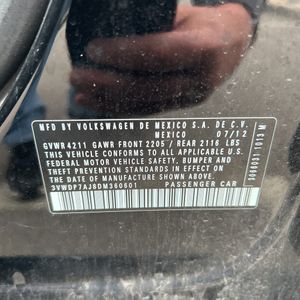 MFD BY VOLKSWAGEN DE MEXICO S.A. DE C.V.
MEXICO 07/12
GVWR 4211 GAWR FRONT 2205 / REAR 2116 LBS
THIS VEHICLE CONFORMS TO ALL APPLICABLE U.S.
FEDERAL MOTOR VEHICLE SAFETY, BUMPER AND
THEFT PREVENTION STANDARDS IN EFFECT ON THE
DATE OF MANUFACTURE SHOWN ABOVE.
3VWDP7AJ8DM360601 PASSENGER CAR